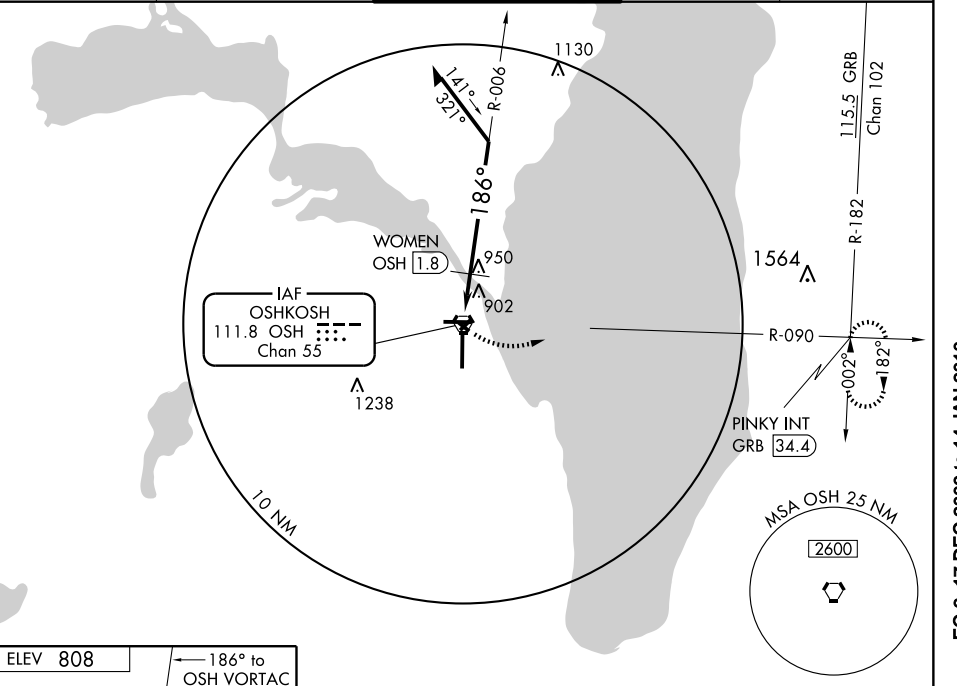 1130
141°
321°
R-006
115.5 GRB
Chan 102
186°
R-182
WOMEN
OSH 1.8
950
1564
902
IAF
OSHKOSH
111.8 OSH
Chan 55
R-090
002°
182°
1238
PINKY INT
GRB 34.4
10 NM
MSA OSH 25 NM
2600
ELEV 808
186° to
OSH VORTAC